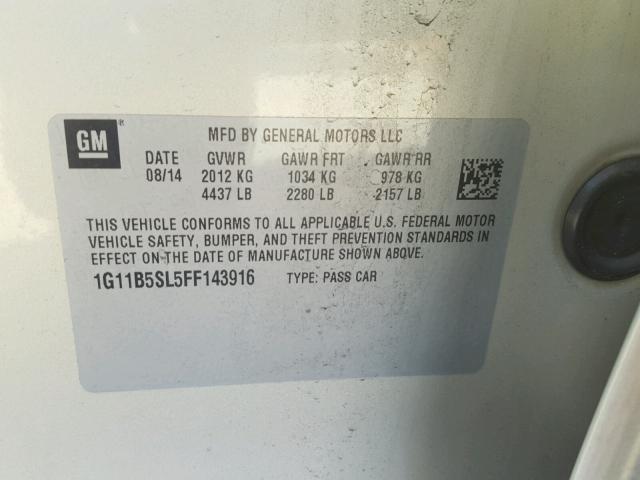 GM®
MFD BY GENERAL MOTORS LLC
DATE GVWR GAWR FRT GAWR RR
08/14 2012 KG 1034 KG 978 KG
4437 LB 2280 LB 2157 LB
THIS VEHICLE CONFORMS TO ALL APPLICABLE U.S. FEDERAL MOTOR
VEHICLE SAFETY, BUMPER, AND THEFT PREVENTION STANDARDS IN
EFFECT ON THE DATE OF MANUFACTURE SHOWN ABOVE.
1G11B5SL5FF143916 TYPE: PASS CAR